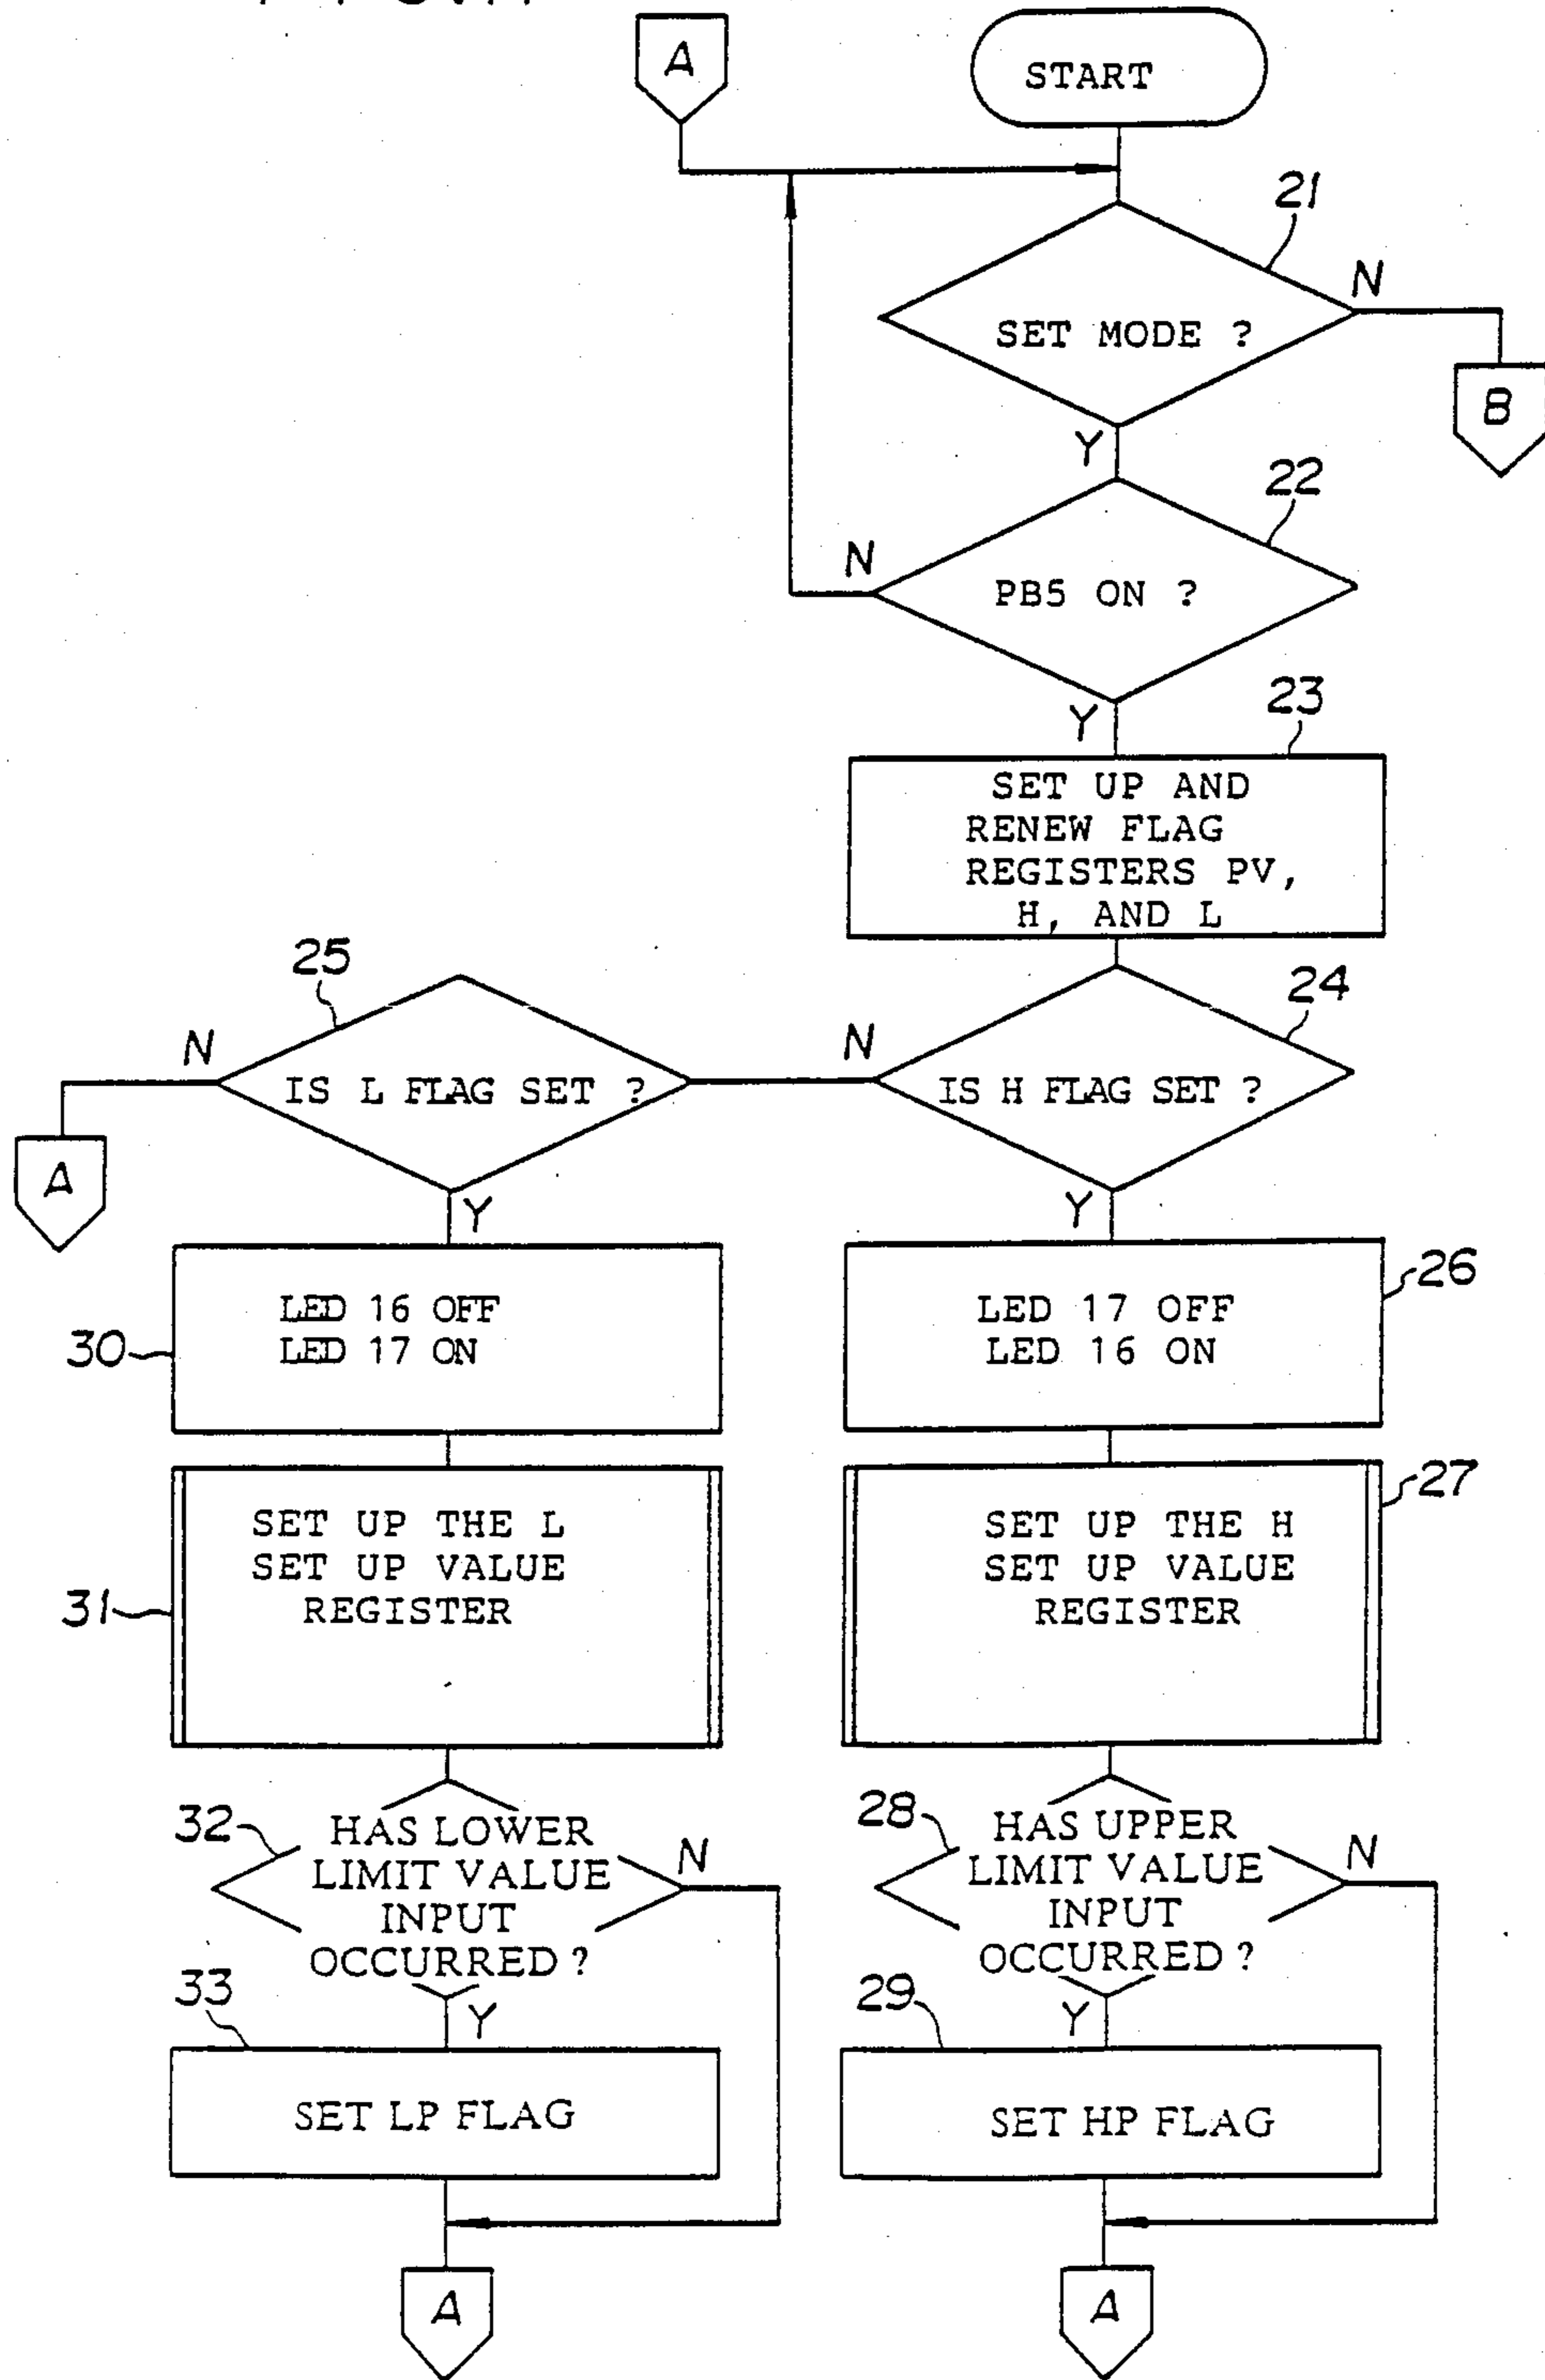 A
START
21
N
SET MODE ?
B
Y
22
N
PB5 ON ?
23
Y
SET UP AND
RENEW FLAG
REGISTERS PV,
H, AND L
25
24
N
N
IS L FLAG SET ?
IS H FLAG SET ?
A
Y
Y
26
LED 16 OFF
LED 17 ON
30
LED 17 OFF
LED 16 ON
27
SET UP THE L
SET UP VALUE
REGISTER
31
SET UP THE H
SET UP VALUE
REGISTER
32
HAS LOWER
LIMIT VALUE
INPUT
OCCURRED ?
N
28
HAS UPPER
LIMIT VALUE
INPUT
OCCURRED ?
N
33
Y
29
Y
SET LP FLAG
SET HP FLAG
A
A